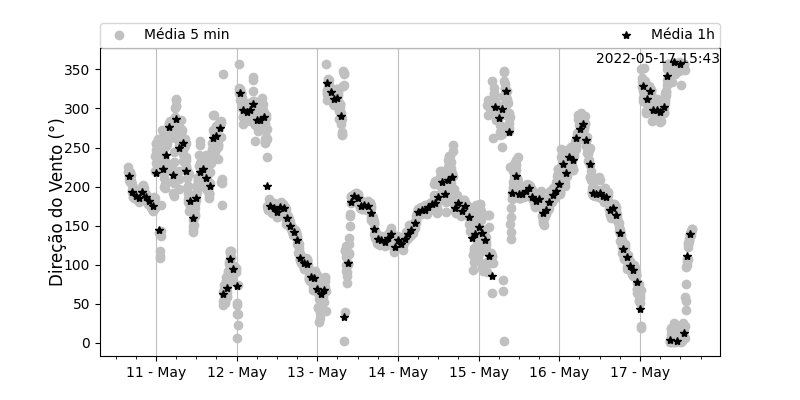 Média 5 min
Média 1h
2022-05-17 15:43
Direção do Vento (°)
350
300
250
200
150
100
50
0
11 - May
12 - May
13 - May
14 - May
15 - May
16 - May
17 - May